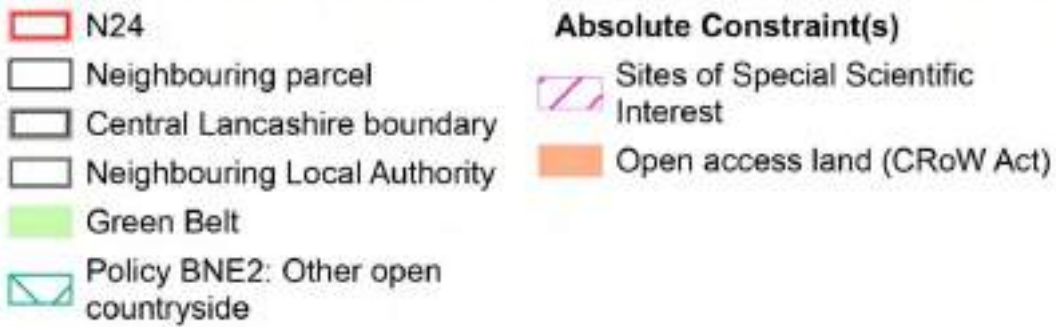 N24
Neighbouring parcel
Central Lancashire boundary
Neighbouring Local Authority
Green Belt
Policy BNE2: Other open
countryside
Absolute Constraint(s)
Sites of Special Scientific
Interest
Open access land (CRoW Act)